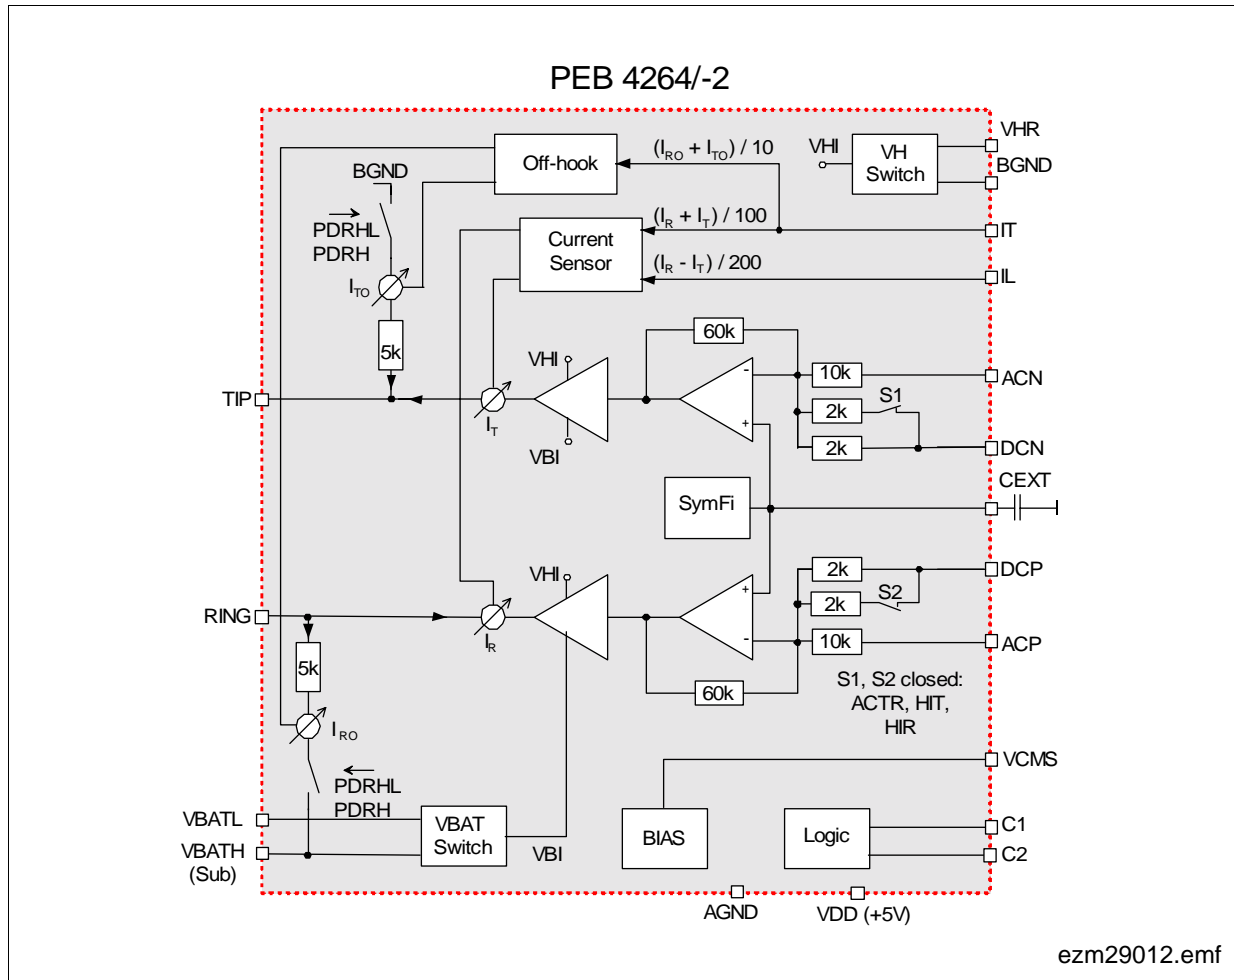 PEB 4264/-2
VHR
BGND
VHI
VH
Switch
Off-hook
(I_RO + I_TO) / 10
BGND
PDRHL
PDRH
(I_R + I_T) / 100
IT
Current
Sensor
(I_R - I_T) / 200
IL
I_TO
5k
60k
VHI
-
10k
ACN
TIP
2k
S1
I_T
+
2k
DCN
VBI
CEXT
SymFi
2k
DCP
VHI
+
2k
S2
RING
I_R
-
10k
ACP
5k
60k
S1, S2 closed:
ACTR, HIT,
HIR
I_RO
VCMS
PDRHL
PDRH
VBATL
VBAT
Switch
VBI
BIAS
Logic
C1
VBATH
(Sub)
C2
AGND
VDD (+5V)
ezm29012.emf